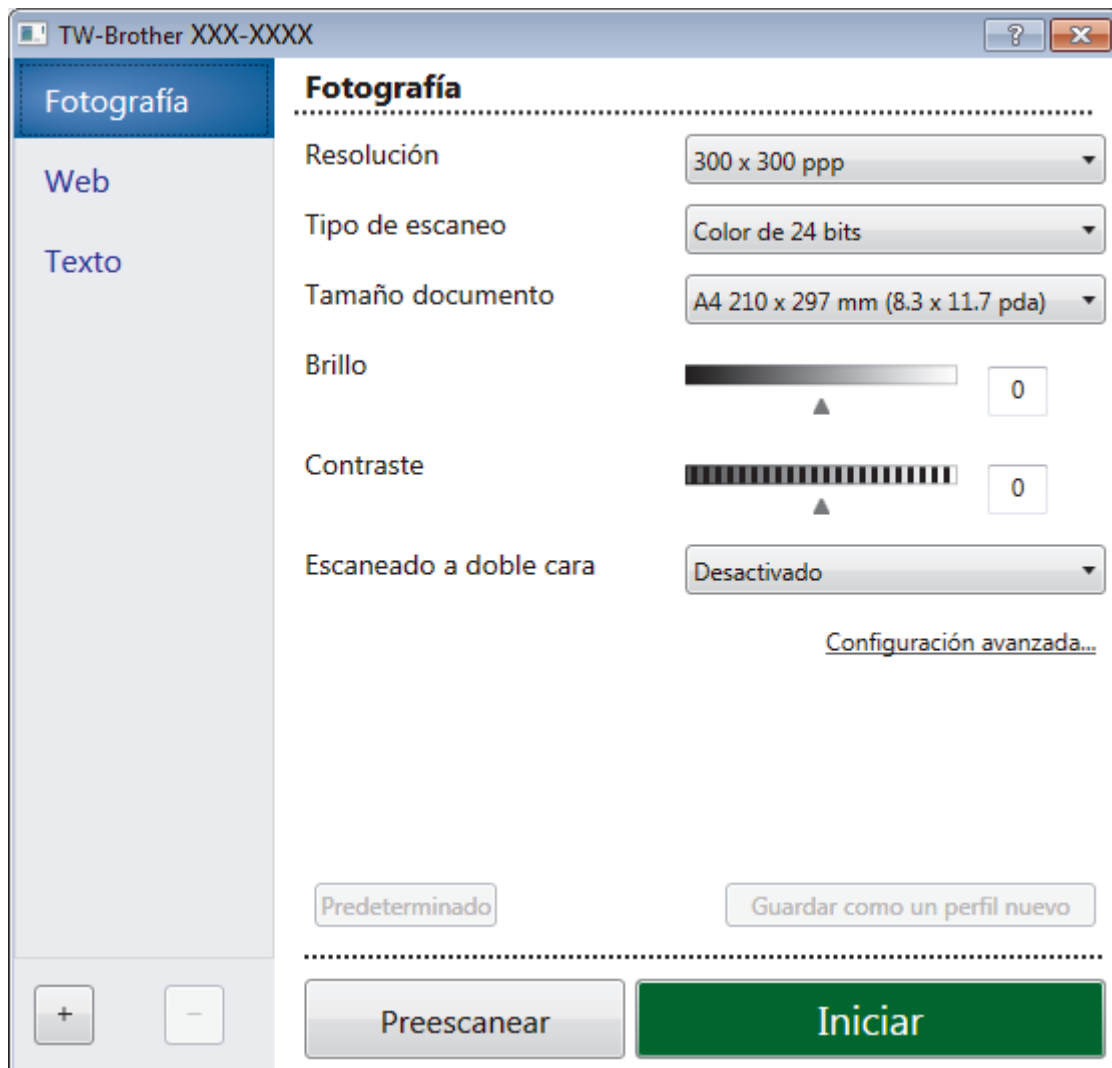 TW-Brother XXX-XXXX
?
Fotografía
Web
Texto
Fotografía
Resolución 300 x 300 ppp
Tipo de escaneo Color de 24 bits
Tamaño documento A4 210 x 297 mm (8.3 x 11.7 pda)
Brillo 0
Contraste 0
Escaneado a doble cara Desactivado
Configuración avanzada...
Predeterminado Guardar como un perfil nuevo
+ − Preescanear Iniciar